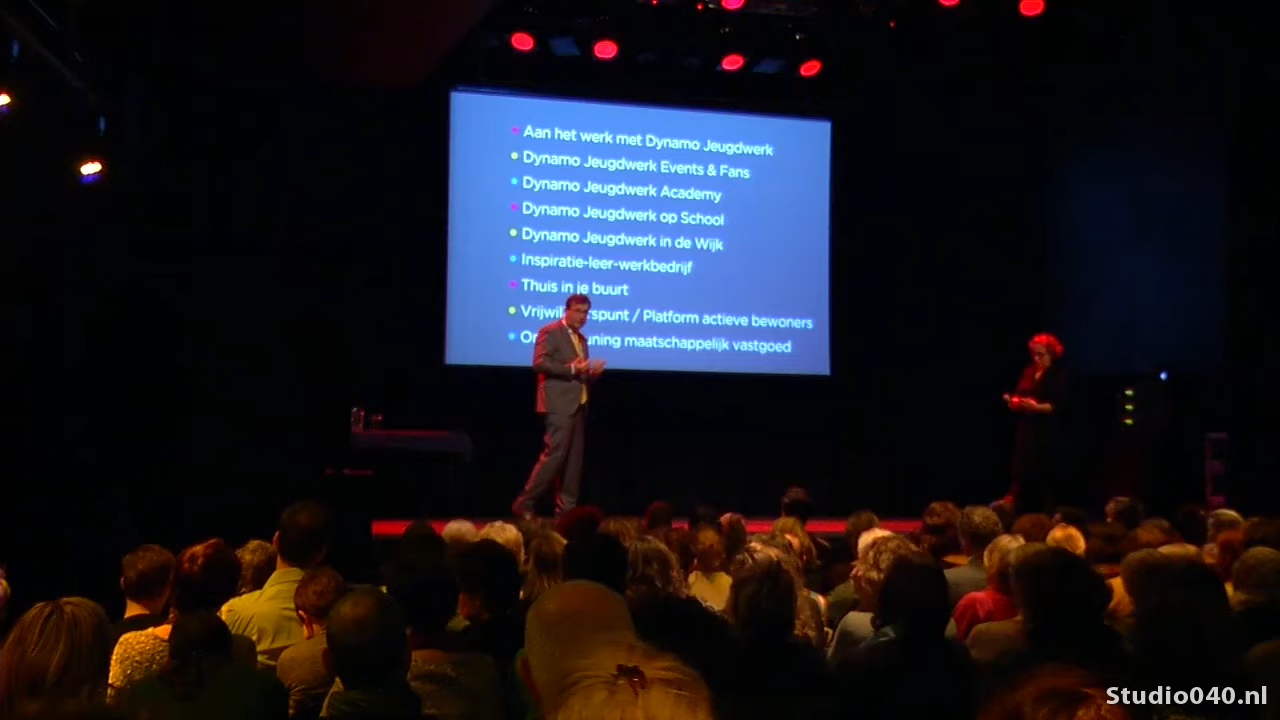 Aan het werk met Dynamo Jeugdwerk
Dynamo Jeugdwerk Events & Fans
Dynamo Jeugdwerk Academy
Dynamo Jeugdwerk op School
Dynamo Jeugdwerk in de Wijk
Inspiratie-leer-werkbedrijf
Thuis in je buurt
/ Platform actieve bewoners
maatschappelijk vastgoed
Studio040.nl